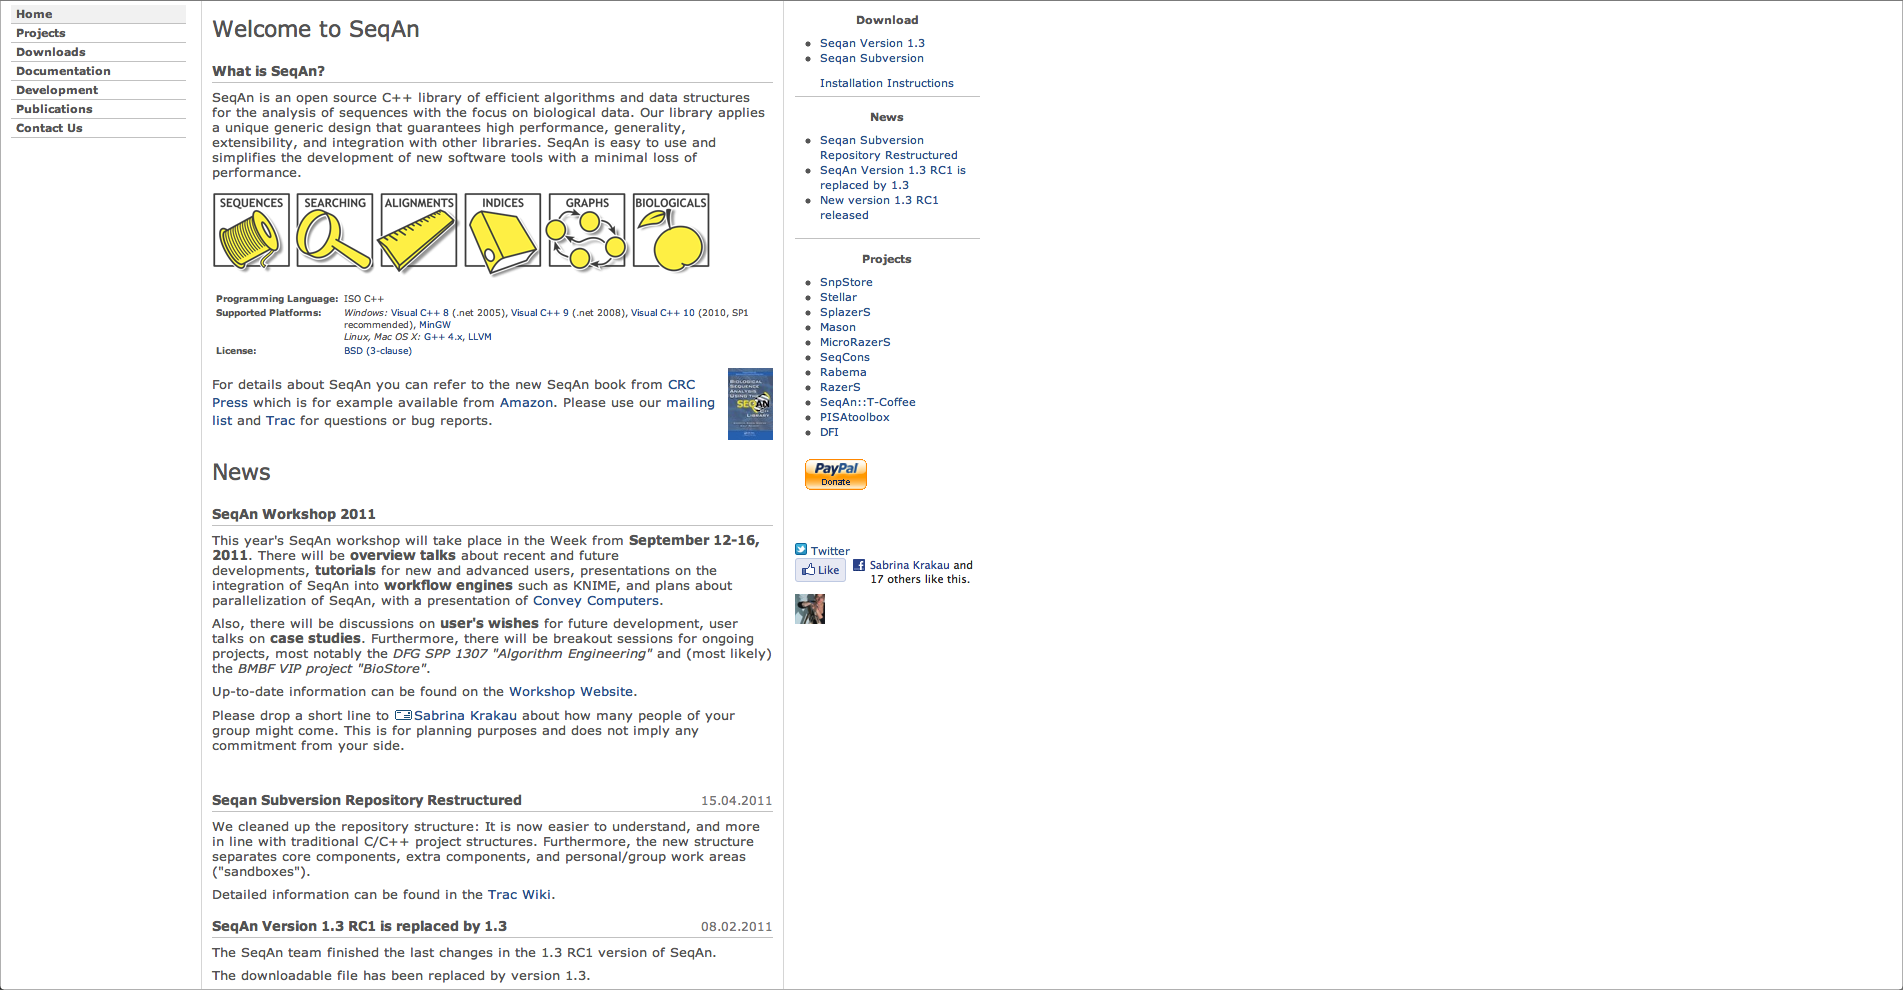 Home
Projects
Downloads
Documentation
Development
Publications
Contact Us
Welcome to SeqAn
What is SeqAn?
SeqAn is an open source C++ library of efficient algorithms and data structures
for the analysis of sequences with the focus on biological data. Our library applies
a unique generic design that guarantees high performance, generality,
extensibility, and integration with other libraries. SeqAn is easy to use and
simplifies the development of new software tools with a minimal loss of
performance.
SEQUENCES SEARCHING ALIGNMENTS INDICES GRAPHS BIOLOGICALS
Programming Language: ISO C++
Supported Platforms: Windows: Visual C++ 8 (.net 2005), Visual C++ 9 (.net 2008), Visual C++ 10 (2010, SP1
recommended), MinGW
Linux, Mac OS X: G++ 4.x, LLVM
License: BSD (3-clause)
For details about SeqAn you can refer to the new SeqAn book from CRC
Press which is for example available from Amazon. Please use our mailing
list and Trac for questions or bug reports.
BIOLOGICAL
SEQUENCE
ANALYSIS
USING THE
SEQAN
C++
LIBRARY
News
SeqAn Workshop 2011
This year's SeqAn workshop will take place in the Week from September 12-16,
2011. There will be overview talks about recent and future
developments, tutorials for new and advanced users, presentations on the
integration of SeqAn into workflow engines such as KNIME, and plans about
parallelization of SeqAn, with a presentation of Convey Computers.
Also, there will be discussions on user's wishes for future development, user
talks on case studies. Furthermore, there will be breakout sessions for ongoing
projects, most notably the DFG SPP 1307 "Algorithm Engineering" and (most likely)
the BMBF VIP project "BioStore".
Up-to-date information can be found on the Workshop Website.
Please drop a short line to Sabrina Krakau about how many people of your
group might come. This is for planning purposes and does not imply any
commitment from your side.
Seqan Subversion Repository Restructured 15.04.2011
We cleaned up the repository structure: It is now easier to understand, and more
in line with traditional C/C++ project structures. Furthermore, the new structure
separates core components, extra components, and personal/group work areas
("sandboxes").
Detailed information can be found in the Trac Wiki.
SeqAn Version 1.3 RC1 is replaced by 1.3 08.02.2011
The SeqAn team finished the last changes in the 1.3 RC1 version of SeqAn.
The downloadable file has been replaced by version 1.3.
Download
Seqan Version 1.3
Seqan Subversion
Installation Instructions
News
Seqan Subversion
Repository Restructured
SeqAn Version 1.3 RC1 is
replaced by 1.3
New version 1.3 RC1
released
Projects
SnpStore
Stellar
SplazerS
Mason
MicroRazerS
SeqCons
Rabema
RazerS
SeqAn::T-Coffee
PISAtoolbox
DFI
PayPal
Donate
Twitter
Like
Sabrina Krakau and
17 others like this.